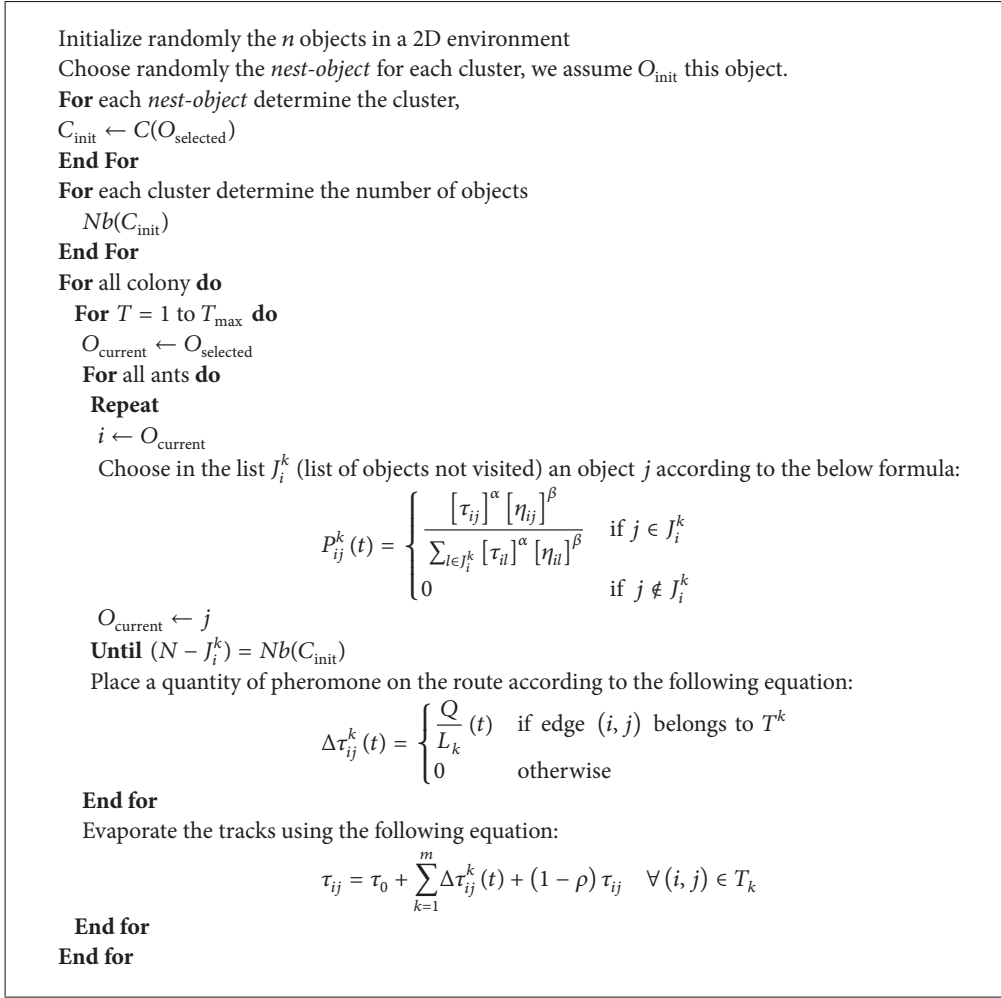 Initialize randomly the n objects in a 2D environment
Choose randomly the nest-object for each cluster, we assume O_init this object.
For each nest-object determine the cluster,
C_init ← C(O_selected)
End For
For each cluster determine the number of objects
Nb(C_init)
End For
For all colony do
For T = 1 to T_max do
O_current ← O_selected
For all ants do
Repeat
i ← O_current
Choose in the list J_i^k (list of objects not visited) an object j according to the below formula:
P_ij^k (t) = { [τ_ij]^α [η_ij]^β / ∑_{l∈J_i^k} [τ_il]^α [η_il]^β if j ∈ J_i^k
0 if j ∉ J_i^k
O_current ← j
Until (N − J_i^k) = Nb(C_init)
Place a quantity of pheromone on the route according to the following equation:
Δτ_ij^k (t) = { Q / L_k (t) if edge (i, j) belongs to T^k
0 otherwise
End for
Evaporate the tracks using the following equation:
τ_ij = τ_0 + ∑_{k=1}^m Δτ_ij^k (t) + (1 − ρ) τ_ij ∀ (i, j) ∈ T_k
End for
End for